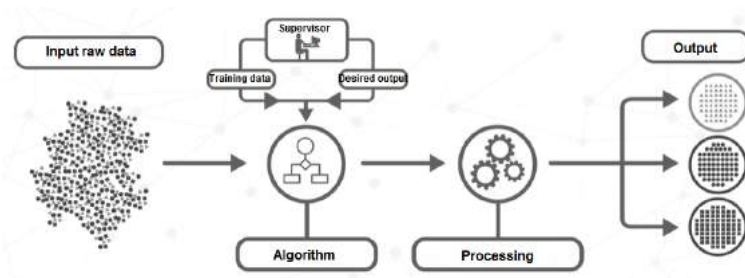 Input raw data
Supervisor
Training data
Desired output
Output
Algorithm
Processing